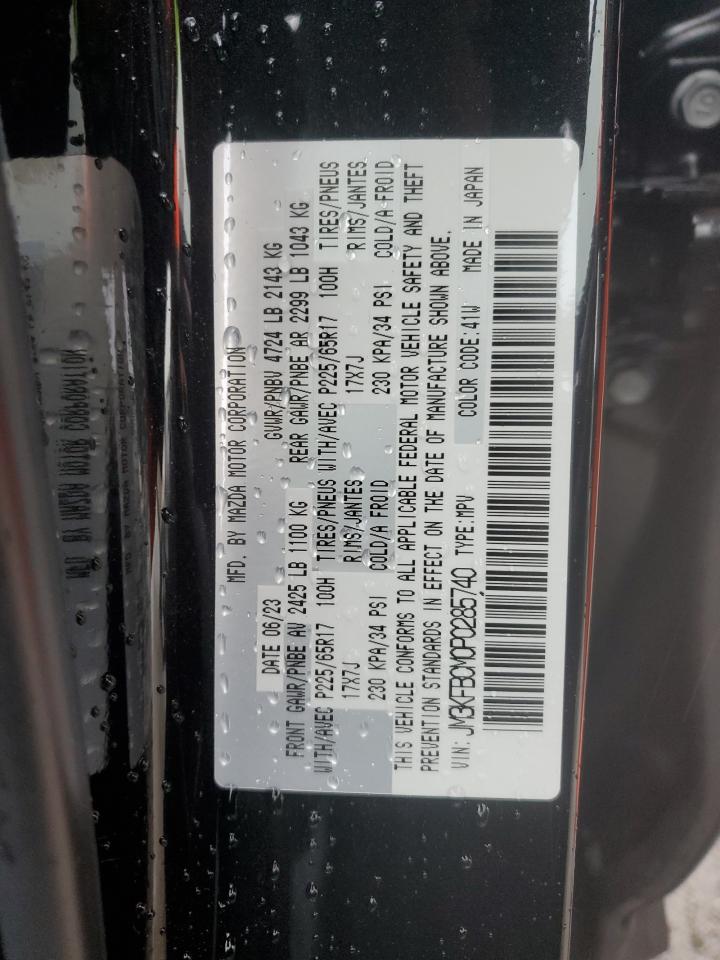 MFD. BY MAZDA MOTOR CORPORATION
DATE 06/23 GVWR/PNBV 4724 LB 2143 KG
FRONT GAWR/PNBE AV 2425 LB 1100 KG REAR GAWR/PNBE AR 2299 LB 1043 KG
WITH/AVEC P225/65R17 100H TIRES/PNEUS WITH/AVEC P225/65R17 100H TIRES/PNEUS
17X7J RIMS/JANTES 17X7J RIMS/JANTES
230 KPA/34 PSI COLD/A FROID 230 KPA/34 PSI COLD/A FROID
THIS VEHICLE CONFORMS TO ALL APPLICABLE FEDERAL MOTOR VEHICLE SAFETY AND THEFT
PREVENTION STANDARDS IN EFFECT ON THE DATE OF MANUFACTURE SHOWN ABOVE.
VIN: JM3KFBCM0P0285740 TYPE:MPV COLOR CODE:41W MADE IN JAPAN